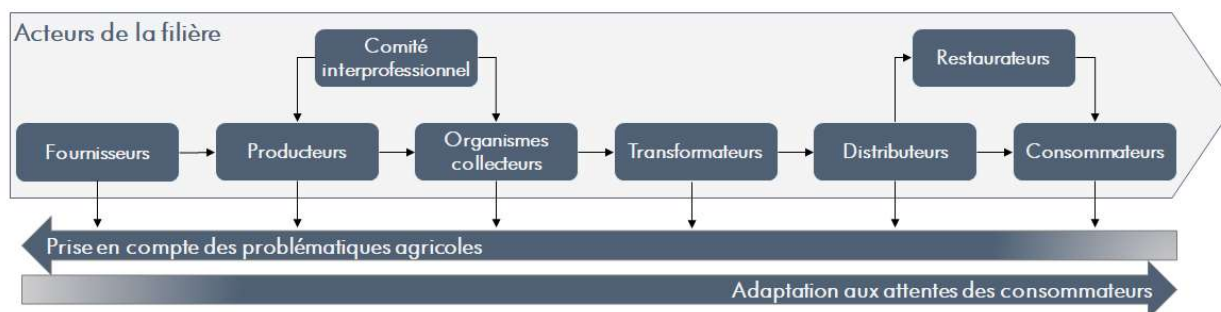 Acteurs de la filière
Comité
interprofessionnel
Restaurateurs
Fournisseurs
Producteurs
Organismes
collecteurs
Transformateurs
Distributeurs
Consommateurs
Prise en compte des problématiques agricoles
Adaptation aux attentes des consommateurs